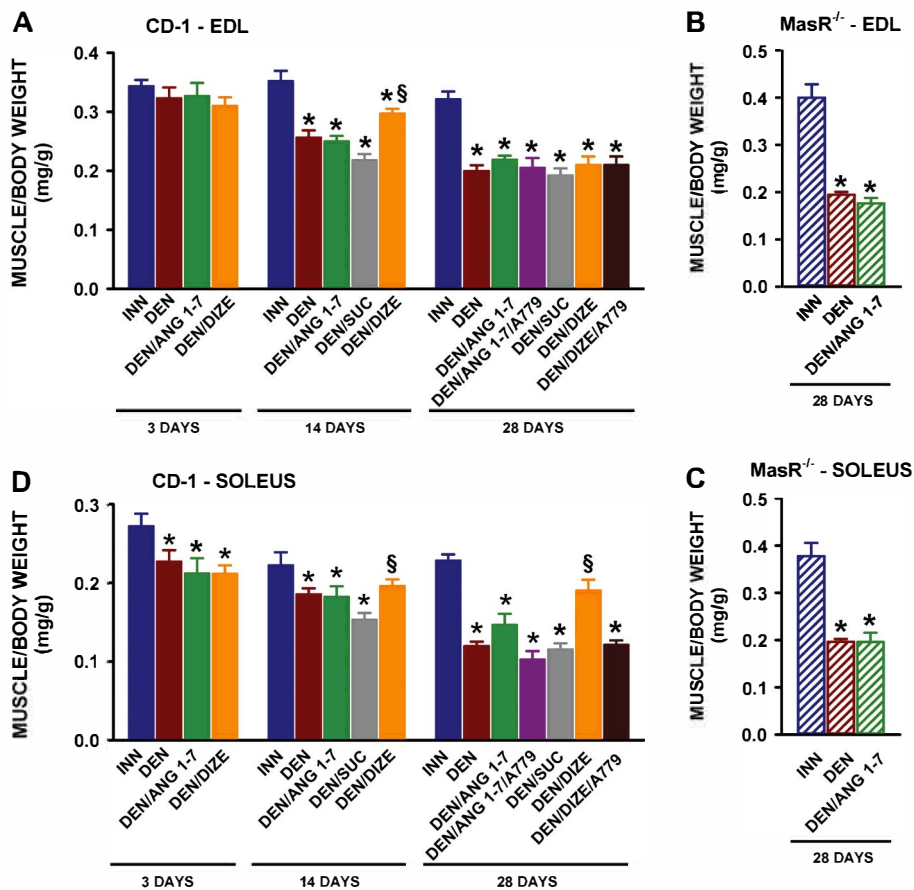 A
CD-1 - EDL
MUSCLE/BODY WEIGHT
(mg/g)
0.4
0.3
0.2
0.1
0.0
* * * *§
* * * * * *
INN
DEN
DEN/ANG 1-7
DEN/DIZE
INN
DEN
DEN/ANG 1-7
DEN/SUC
DEN/DIZE
INN
DEN
DEN/ANG 1-7
DEN/ANG 1-7/A779
DEN/SUC
DEN/DIZE
DEN/DIZE/A779
3 DAYS
14 DAYS
28 DAYS
B
MasR-/- - EDL
MUSCLE/BODY WEIGHT
(mg/g)
0.5
0.4
0.3
0.2
0.1
0.0
* *
INN
DEN
DEN/ANG 1-7
28 DAYS
D
CD-1 - SOLEUS
MUSCLE/BODY WEIGHT
(mg/g)
0.3
0.2
0.1
0.0
* * *
* * * §
* * * * §
INN
DEN
DEN/ANG 1-7
DEN/DIZE
INN
DEN
DEN/ANG 1-7
DEN/SUC
DEN/DIZE
INN
DEN
DEN/ANG 1-7
DEN/ANG 1-7/A779
DEN/SUC
DEN/DIZE
DEN/DIZE/A779
3 DAYS
14 DAYS
28 DAYS
C
MasR-/- - SOLEUS
MUSCLE/BODY WEIGHT
(mg/g)
0.5
0.4
0.3
0.2
0.1
0.0
* *
INN
DEN
DEN/ANG 1-7
28 DAYS